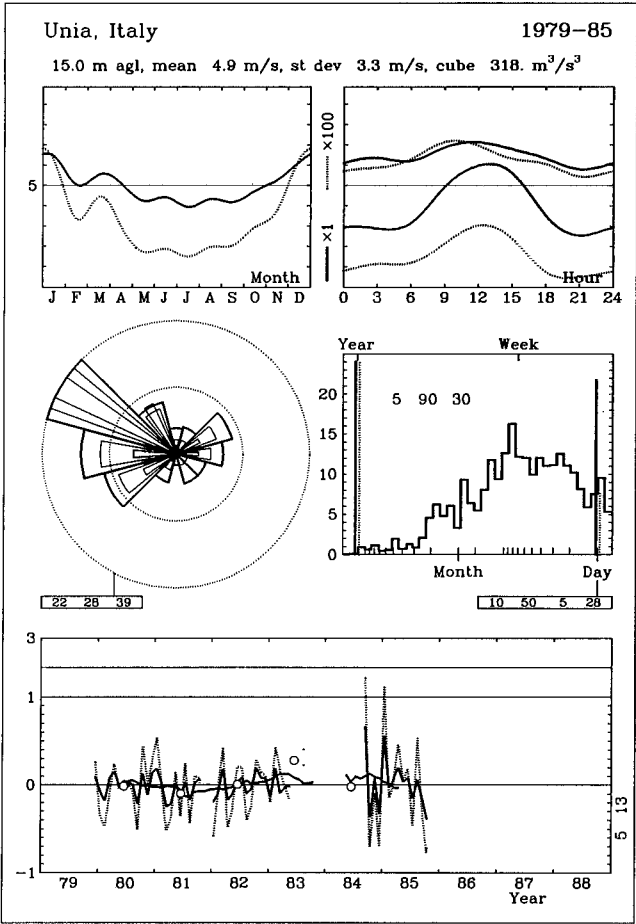 Unia, Italy 1979-85
15.0 m agl, mean 4.9 m/s, st dev 3.3 m/s, cube 318. m³/s³
5
J F M A M J J A S O N D
Month
×1 ×100
0 3 6 9 12 15 18 21 24
Hour
22 28 39
Year Week
25
20
15
10
5
0
5 90 30
Month Day
10 50 5 28
3
1
0
-1
79 80 81 82 83 84 85 86 87 88
Year
5 13